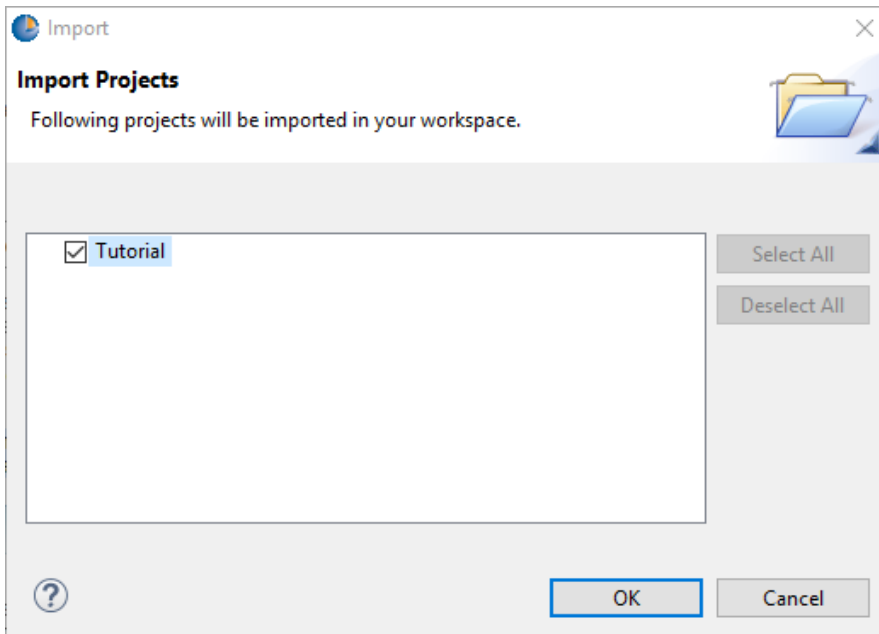 Import
Import Projects
Following projects will be imported in your workspace.
Tutorial
Select All
Deselect All
?
OK
Cancel